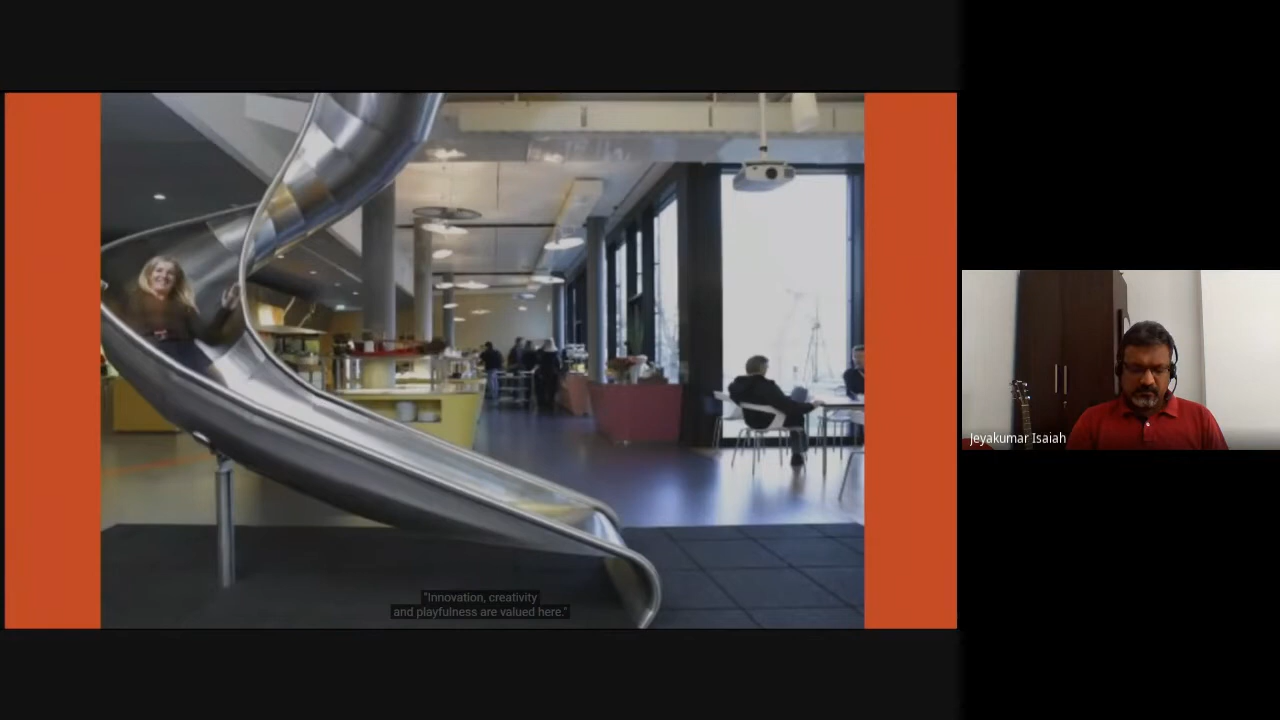 "Innovation, creativity
and playfulness are valued here."
Jeyakumar Isaiah